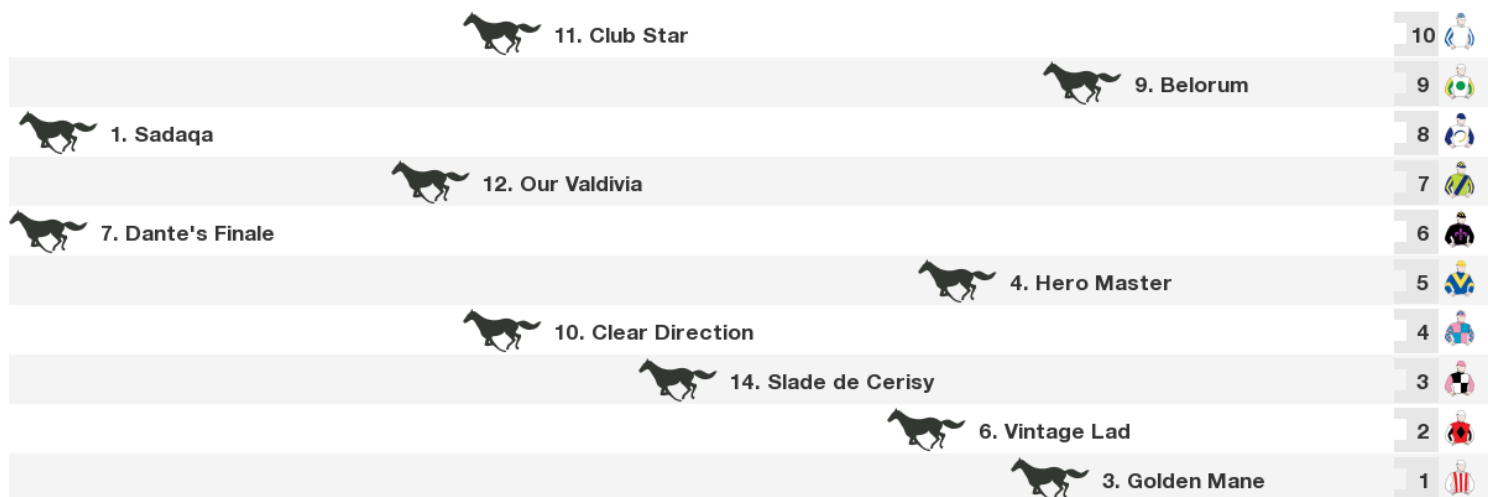 11. Club Star 10
9. Belorum 9
1. Sadaqa 8
12. Our Valdivia 7
7. Dante's Finale 6
4. Hero Master 5
10. Clear Direction 4
14. Slade de Cerisy 3
6. Vintage Lad 2
3. Golden Mane 1